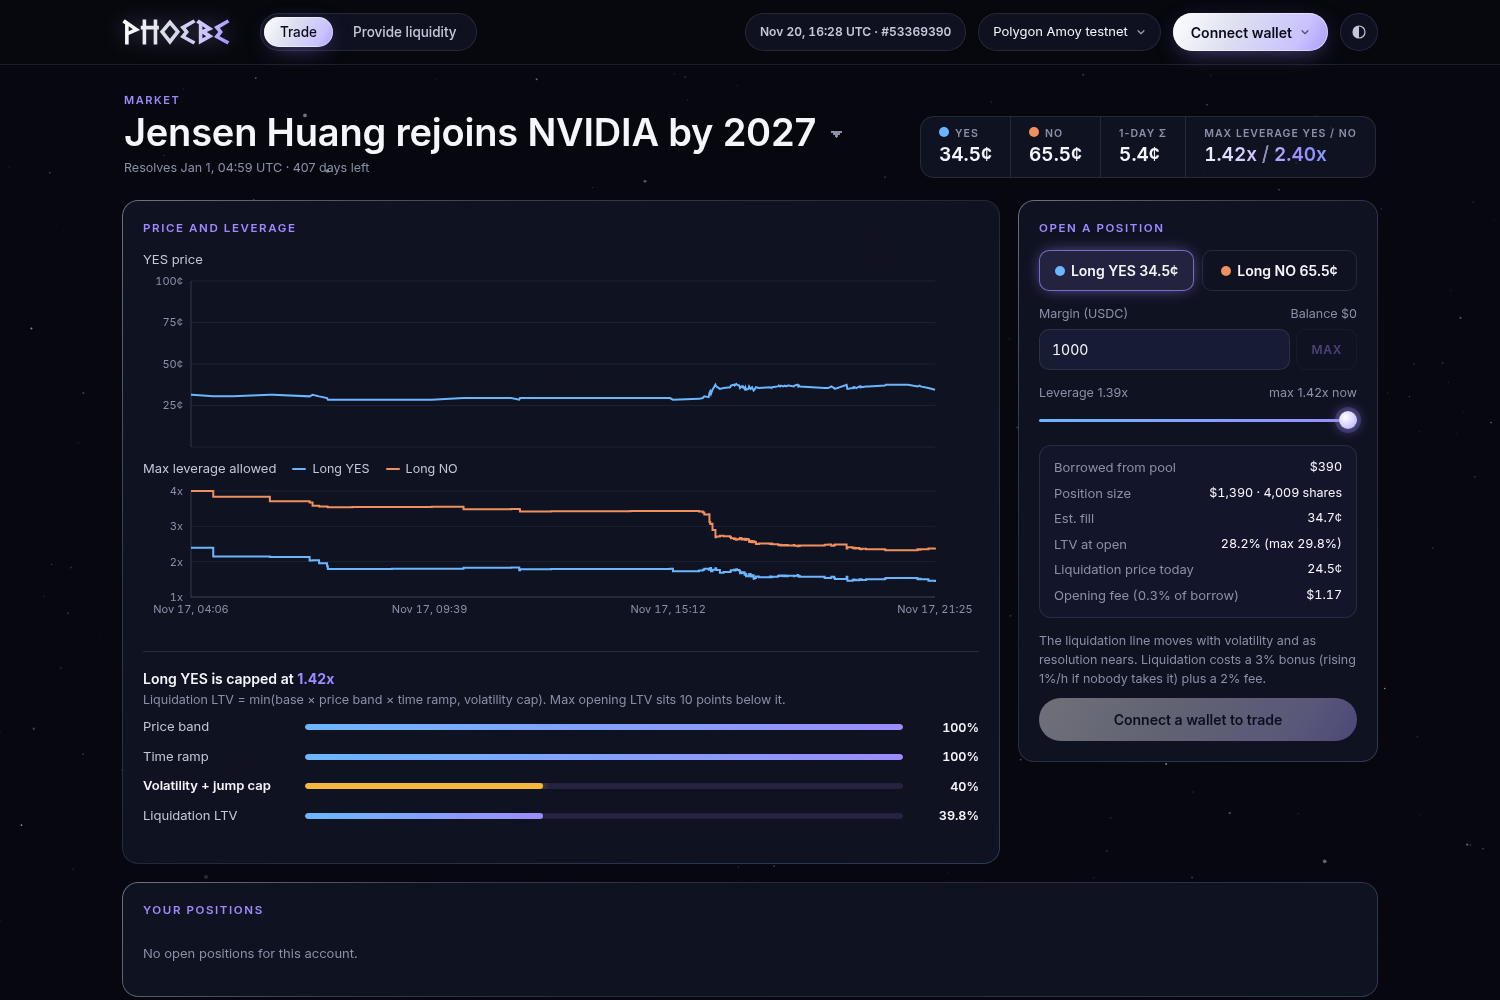 PHOEBE
Trade
Provide liquidity
Nov 20, 16:28 UTC · #53369390
Polygon Amoy testnet
Connect wallet
MARKET
Jensen Huang rejoins NVIDIA by 2027
Resolves Jan 1, 04:59 UTC · 407 days left
YES
34.5¢
NO
65.5¢
1-DAY Σ
5.4¢
MAX LEVERAGE YES / NO
1.42x / 2.40x
PRICE AND LEVERAGE
YES price
100¢
75¢
50¢
25¢
Max leverage allowed
Long YES
Long NO
4x
3x
2x
1x
Nov 17, 04:06
Nov 17, 09:39
Nov 17, 15:12
Nov 17, 21:25
Long YES is capped at 1.42x
Liquidation LTV = min(base × price band × time ramp, volatility cap). Max opening LTV sits 10 points below it.
Price band 100%
Time ramp 100%
Volatility + jump cap 40%
Liquidation LTV 39.8%
OPEN A POSITION
Long YES 34.5¢
Long NO 65.5¢
Margin (USDC) Balance $0
1000
MAX
Leverage 1.39x max 1.42x now
Borrowed from pool $390
Position size $1,390 · 4,009 shares
Est. fill 34.7¢
LTV at open 28.2% (max 29.8%)
Liquidation price today 24.5¢
Opening fee (0.3% of borrow) $1.17
The liquidation line moves with volatility and as
resolution nears. Liquidation costs a 3% bonus (rising
1%/h if nobody takes it) plus a 2% fee.
Connect a wallet to trade
YOUR POSITIONS
No open positions for this account.